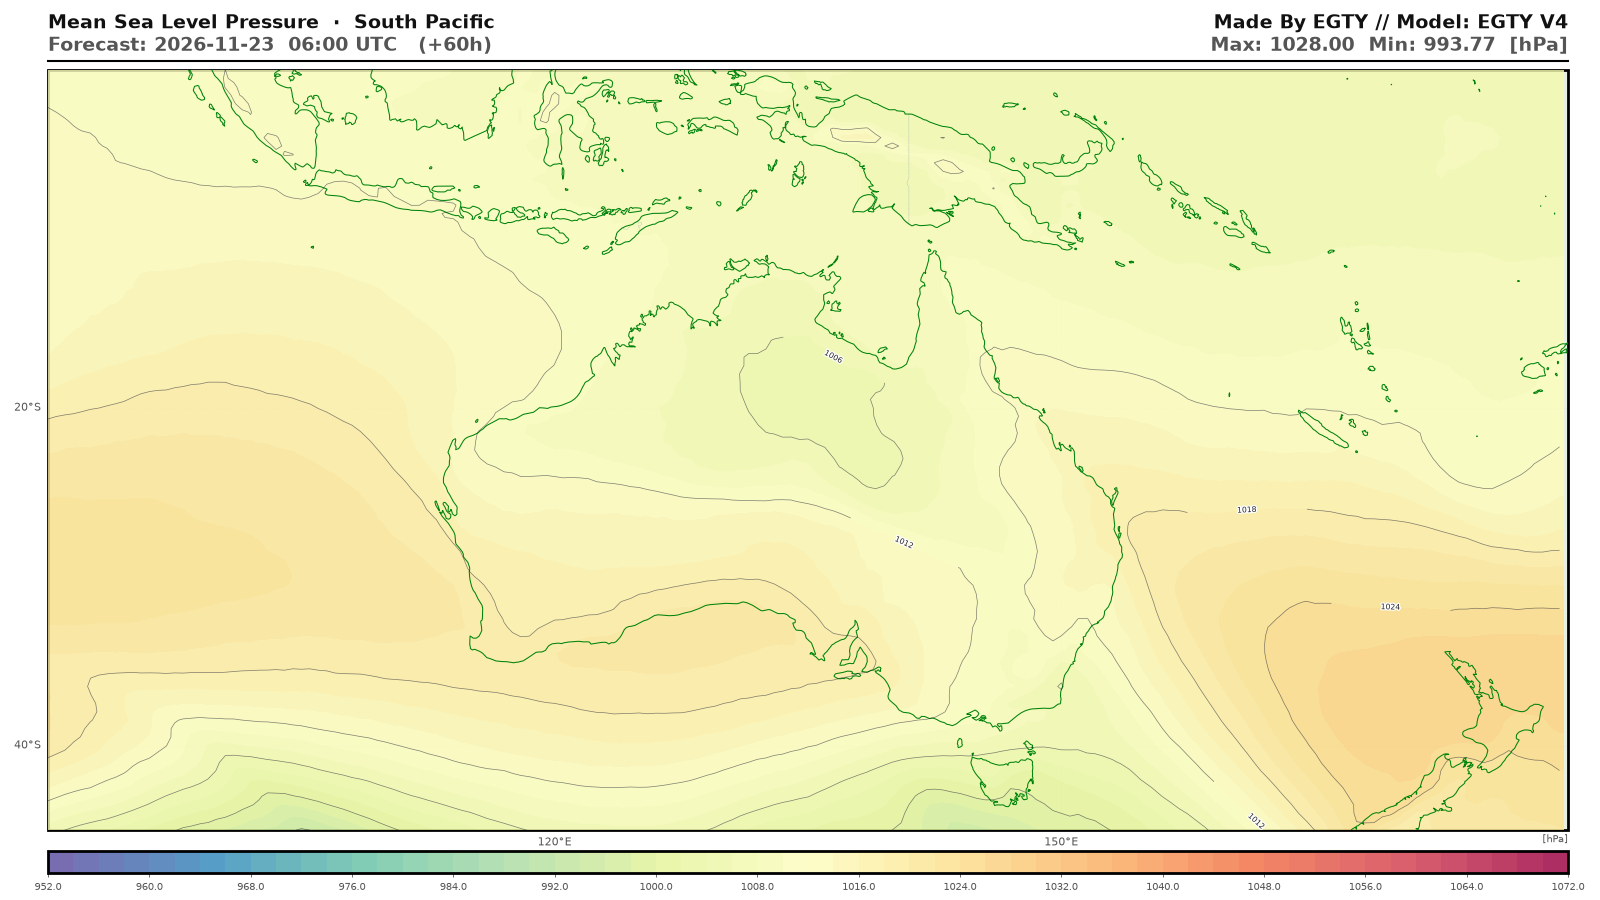 Mean Sea Level Pressure · South Pacific
Made By EGTY // Model: EGTY V4
Forecast: 2026-11-23 06:00 UTC (+60h)
Max: 1028.00 Min: 993.77 [hPa]
1006
20°S
1018
1012
1024
40°S
1012
120°E
150°E
[hPa]
952.0 960.0 968.0 976.0 984.0 992.0 1000.0 1008.0 1016.0 1024.0 1032.0 1040.0 1048.0 1056.0 1064.0 1072.0